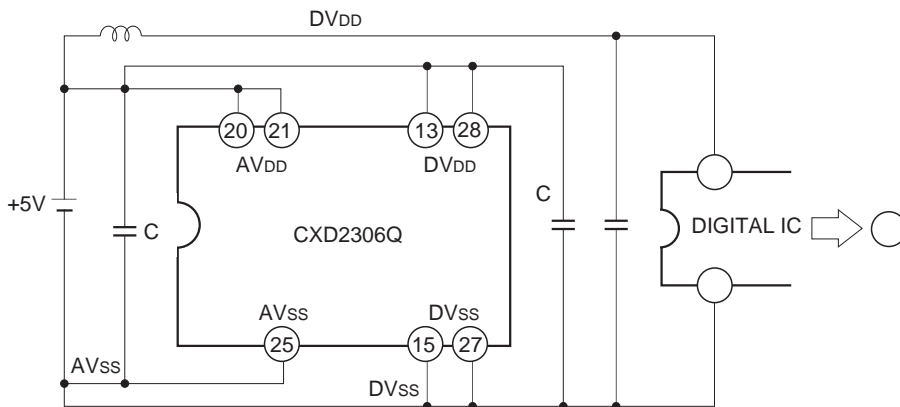 DVDD
20 21 13 28
AVDD DVDD
+5V
C
C
CXD2306Q
DIGITAL IC
AVSS DVSS
25 15 27
AVSS
DVSS